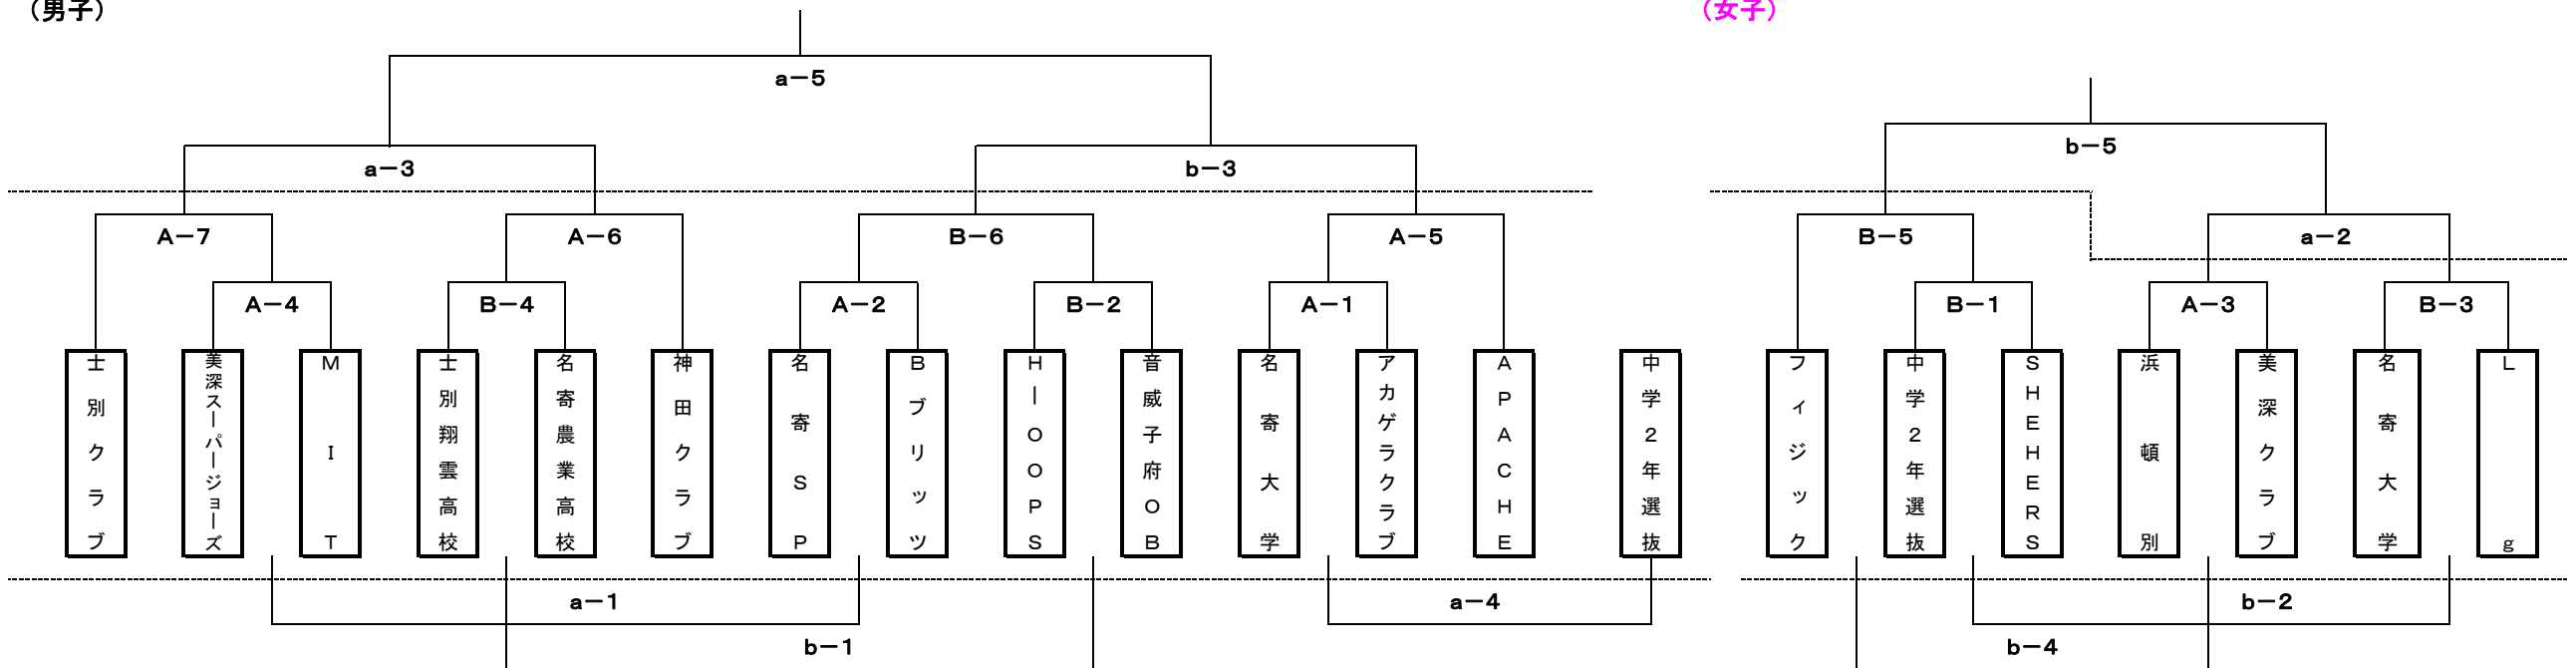 （男子）
（女子）
a－5
b－5
a－3
b－3
A－7
A－6
B－6
A－5
B－5
a－2
A－4
B－4
A－2
B－2
A－1
B－1
A－3
B－3
士別クラブ
美深スーパージョーズ
MIT
士別翔雲高校
名寄農業高校
神田クラブ
名寄SP
Bブリッツ
H｜OOPS
音威子府OB
名寄大学
アカゲラクラブ
APACHE
中学2年選抜
フィジック
中学2年選抜
SHEHERS
浜頓別
美深クラブ
名寄大学
Lg
a－1
a－4
b－2
b－1
b－4